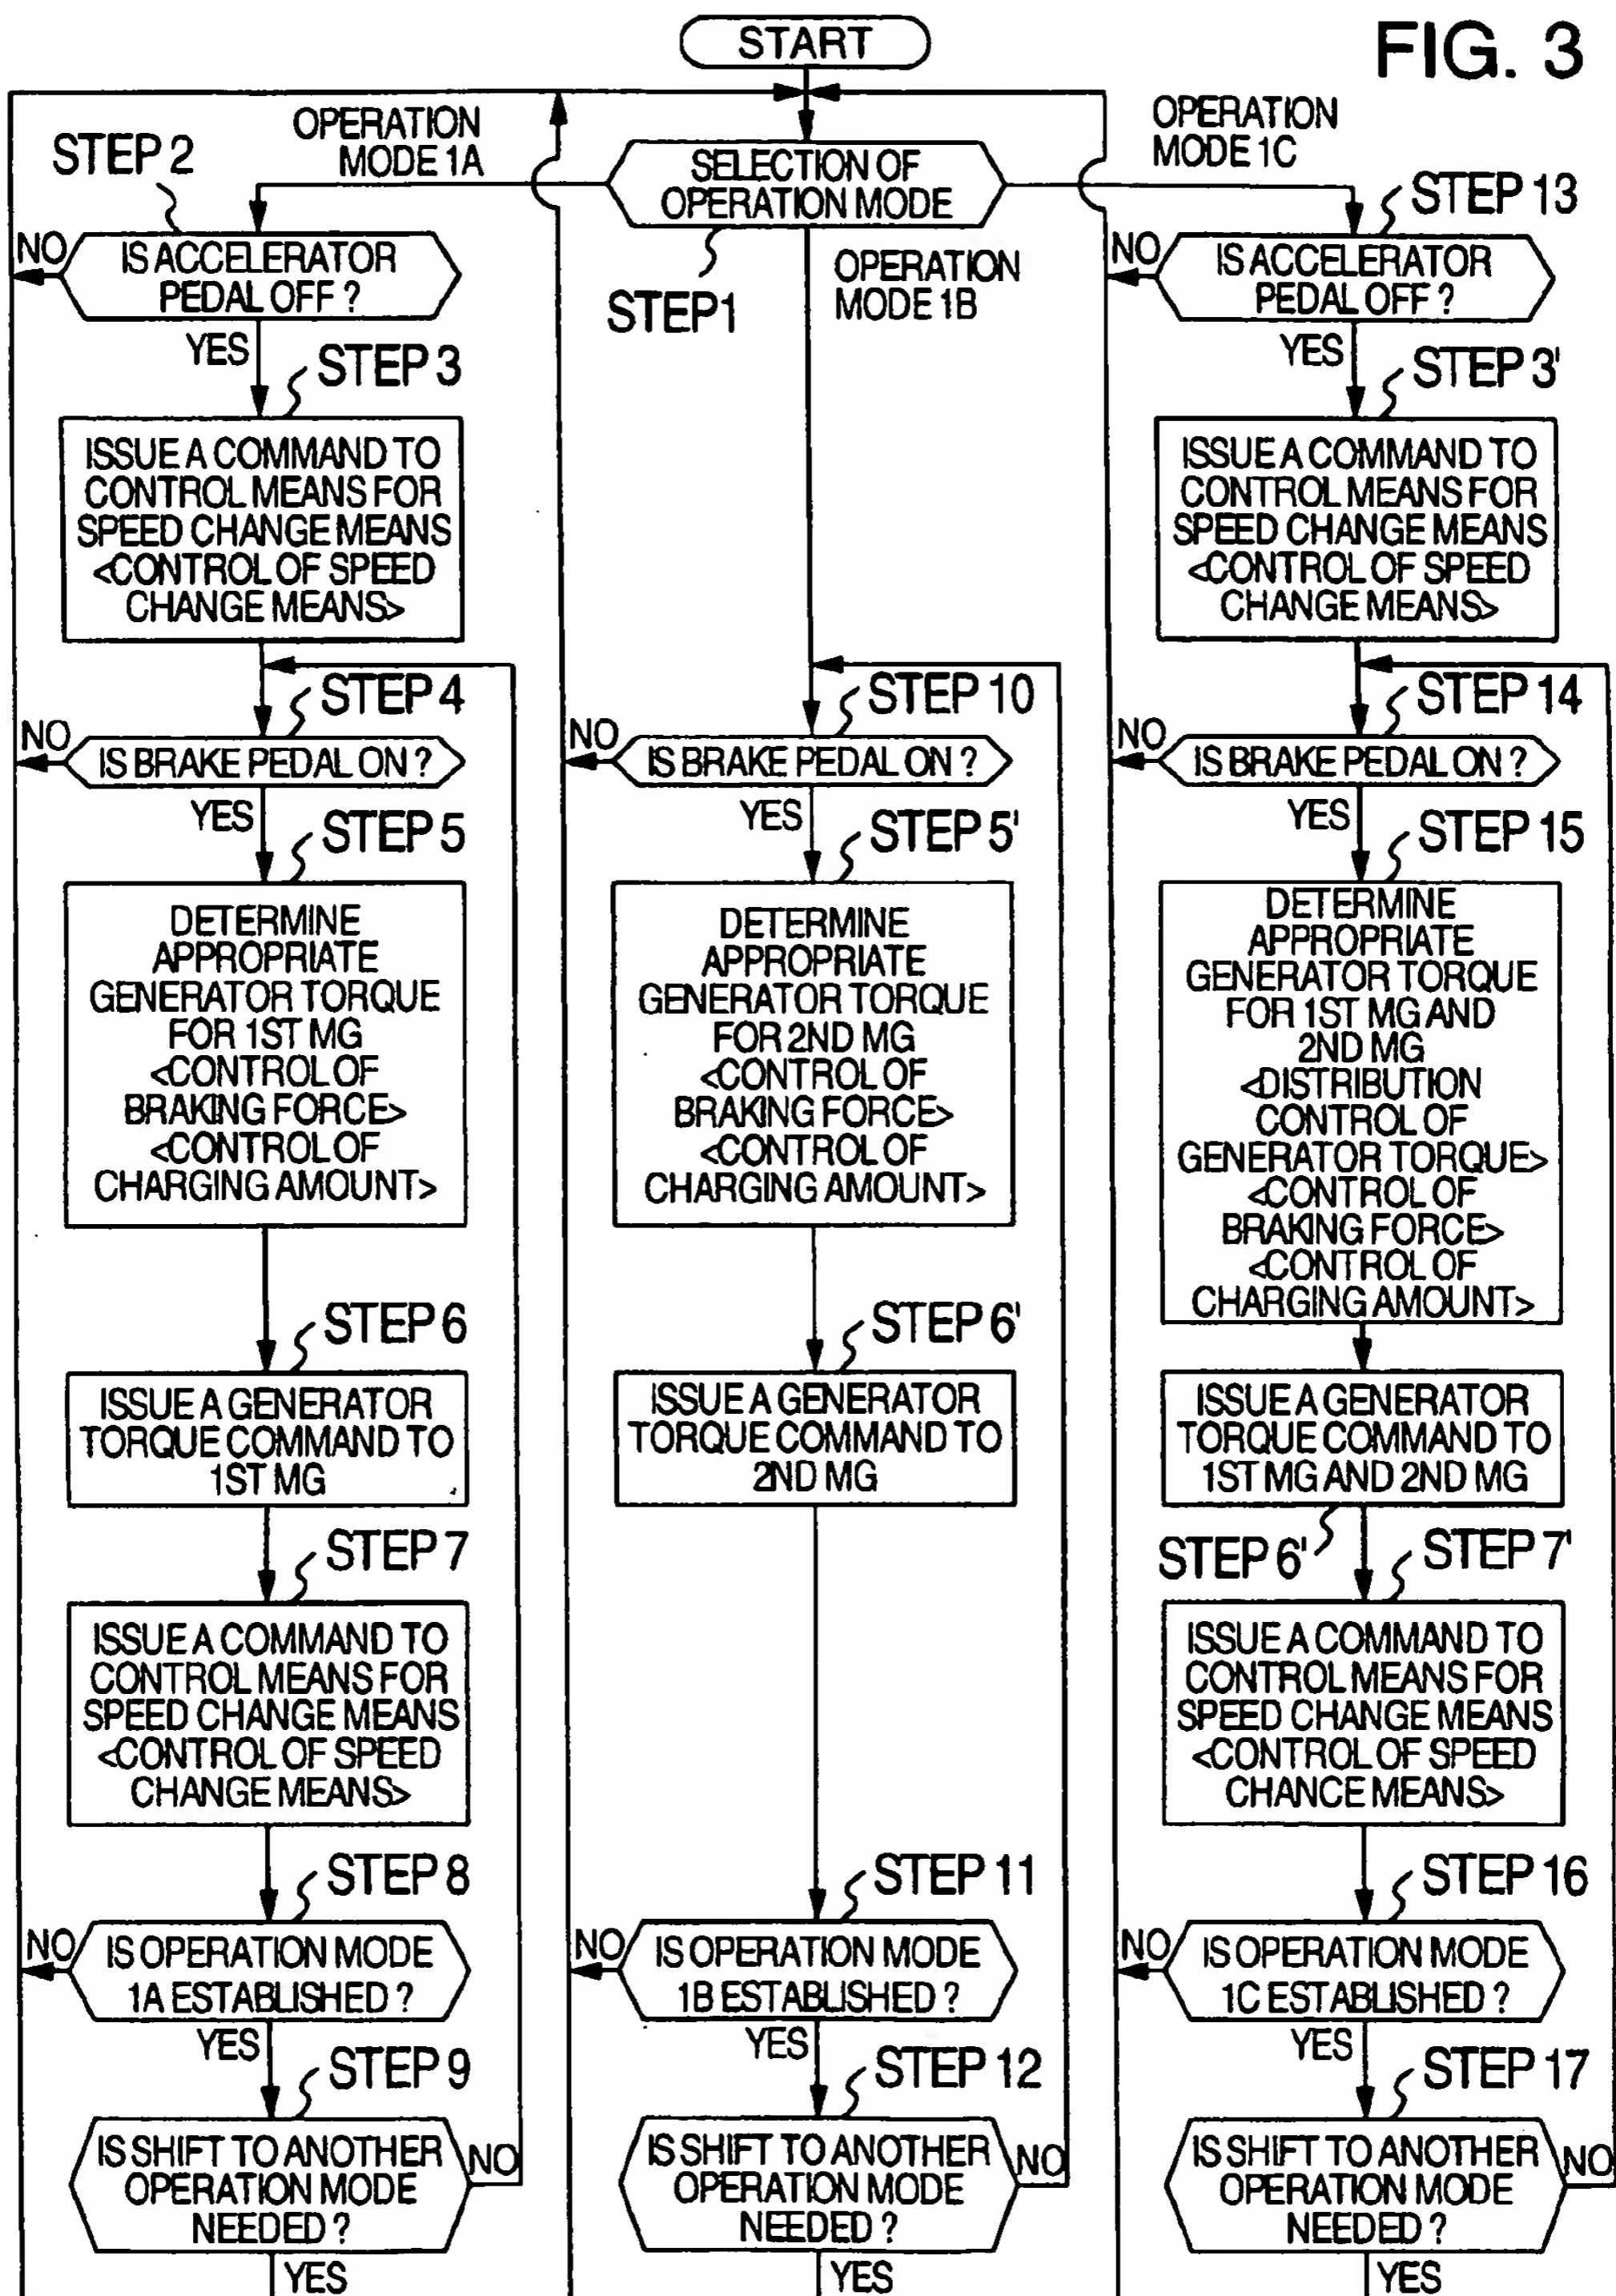 START
FIG. 3
OPERATION
MODE 1A
SELECTION OF
OPERATION MODE
STEP1
OPERATION
MODE 1B
OPERATION
MODE 1C
STEP 2
NO
IS ACCELERATOR
PEDAL OFF ?
YES
STEP 3
ISSUE A COMMAND TO
CONTROL MEANS FOR
SPEED CHANGE MEANS
<CONTROL OF SPEED
CHANGE MEANS>
STEP 4
NO
IS BRAKE PEDAL ON ?
YES
STEP 5
DETERMINE
APPROPRIATE
GENERATOR TORQUE
FOR 1ST MG
<CONTROL OF
BRAKING FORCE>
<CONTROL OF
CHARGING AMOUNT>
STEP 6
ISSUE A GENERATOR
TORQUE COMMAND TO
1ST MG
STEP 7
ISSUE A COMMAND TO
CONTROL MEANS FOR
SPEED CHANGE MEANS
<CONTROL OF SPEED
CHANGE MEANS>
STEP 8
NO
IS OPERATION MODE
1A ESTABLISHED ?
YES
STEP 9
IS SHIFT TO ANOTHER
OPERATION MODE
NEEDED ?
NO
YES
STEP 10
NO
IS BRAKE PEDAL ON ?
YES
STEP 5'
DETERMINE
APPROPRIATE
GENERATOR TORQUE
FOR 2ND MG
<CONTROL OF
BRAKING FORCE>
<CONTROL OF
CHARGING AMOUNT>
STEP 6'
ISSUE A GENERATOR
TORQUE COMMAND TO
2ND MG
STEP 11
NO
IS OPERATION MODE
1B ESTABLISHED ?
YES
STEP 12
IS SHIFT TO ANOTHER
OPERATION MODE
NEEDED ?
NO
YES
STEP 13
NO
IS ACCELERATOR
PEDAL OFF ?
YES
STEP 3'
ISSUE A COMMAND TO
CONTROL MEANS FOR
SPEED CHANGE MEANS
<CONTROL OF SPEED
CHANGE MEANS>
STEP 14
NO
IS BRAKE PEDAL ON ?
YES
STEP 15
DETERMINE
APPROPRIATE
GENERATOR TORQUE
FOR 1ST MG AND
2ND MG
<DISTRIBUTION
CONTROL OF
GENERATOR TORQUE>
<CONTROL OF
BRAKING FORCE>
<CONTROL OF
CHARGING AMOUNT>
ISSUE A GENERATOR
TORQUE COMMAND TO
1ST MG AND 2ND MG
STEP 6'
STEP 7'
ISSUE A COMMAND TO
CONTROL MEANS FOR
SPEED CHANGE MEANS
<CONTROL OF SPEED
CHANCE MEANS>
STEP 16
NO
IS OPERATION MODE
1C ESTABLISHED ?
YES
STEP 17
IS SHIFT TO ANOTHER
OPERATION MODE
NEEDED ?
NO
YES